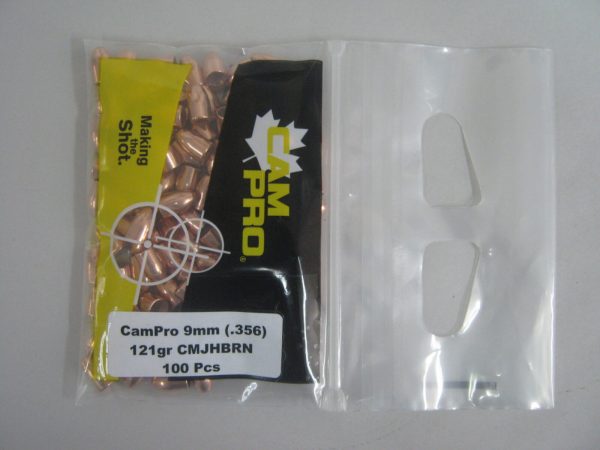 Making
the
Shot.
CAM
PRO®
CamPro 9mm (.356)
121gr CMJHBRN
100 Pcs